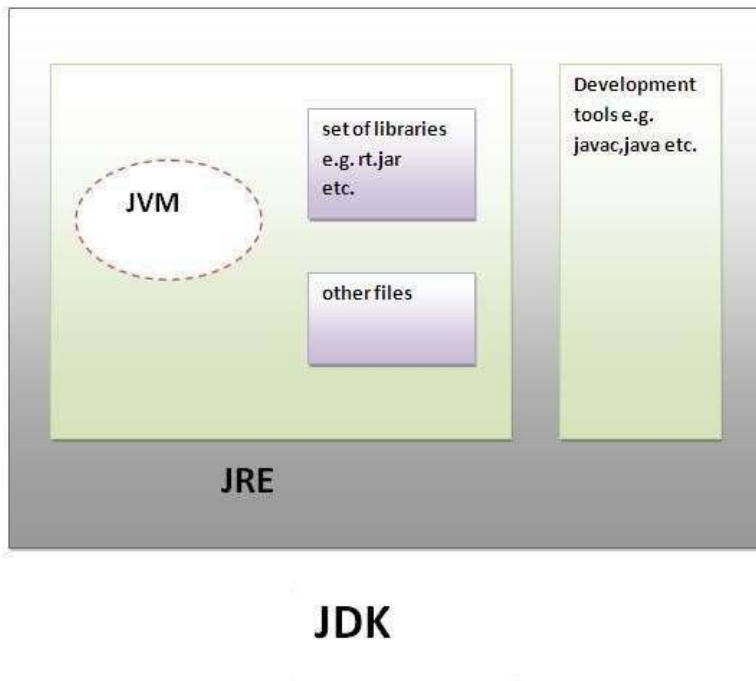 JVM
set of libraries
e.g. rt.jar
etc.
other files
Development
tools e.g.
javac,java etc.
JRE
JDK